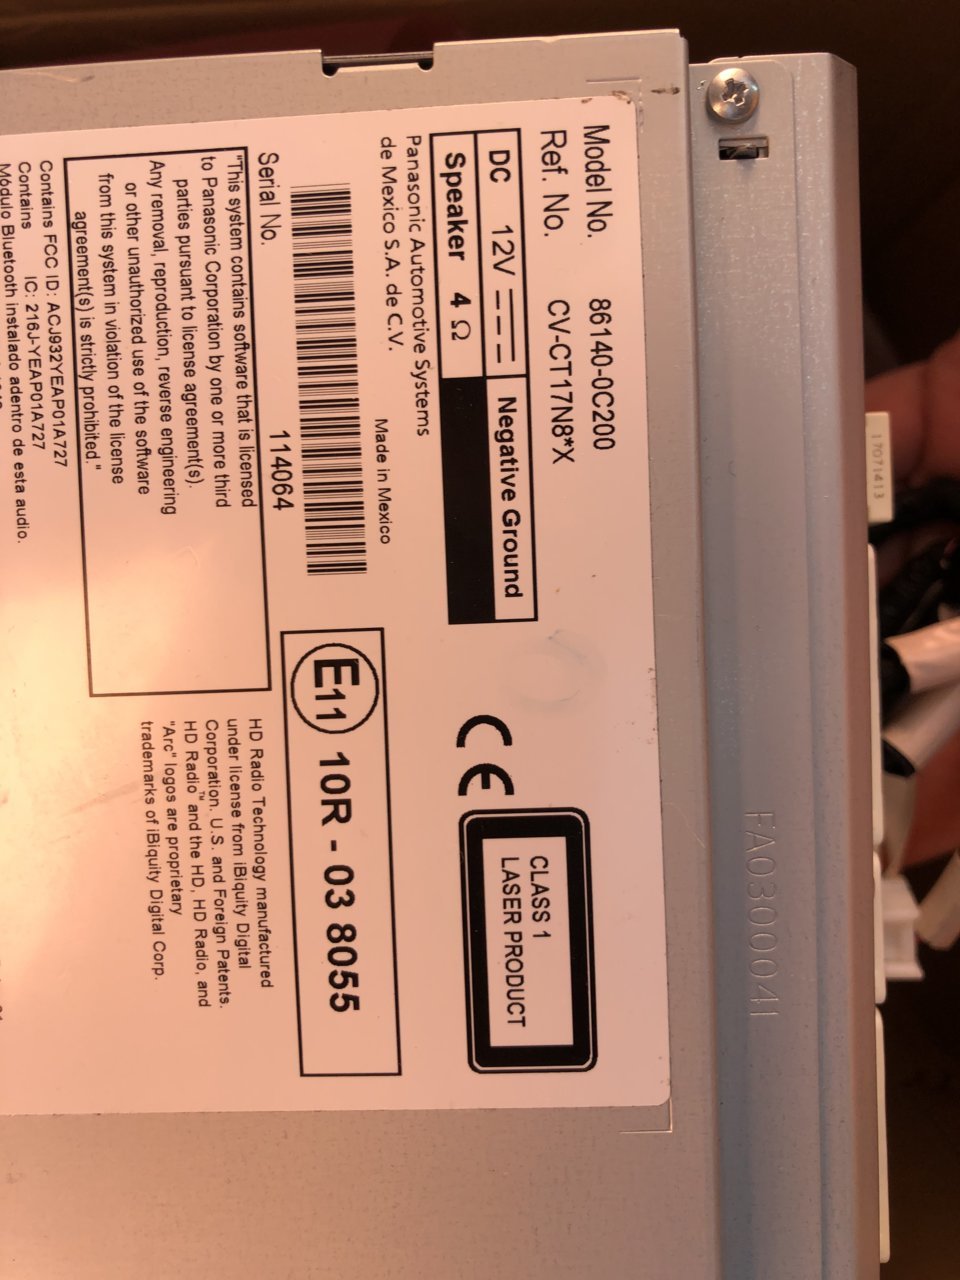 Model No. 86140-0C200
Ref. No. CV-CT17N8*X
DC 12V Negative Ground
Speaker 4 Ω
Panasonic Automotive Systems
de Mexico S.A. de C.V.
Made in Mexico
Serial No.
114064
"This system contains software that is licensed
to Panasonic Corporation by one or more third
parties pursuant to license agreement(s).
Any removal, reproduction, reverse engineering
or other unauthorized use of the software
from this system in violation of the license
agreement(s) is strictly prohibited."
Contains FCC ID: ACJ932YEAP01A727
Contains IC: 216J-YEAP01A727
Módulo Bluetooth instalado adentro de esta audio.
CE
CLASS 1
LASER PRODUCT
E11 10R - 03 8055
HD Radio Technology manufactured
under license from iBiquity Digital
Corporation. U.S. and Foreign Patents.
HD Radio™ and the HD, HD Radio, and
"Arc" logos are proprietary
trademarks of iBiquity Digital Corp.
17071413
FA0300041